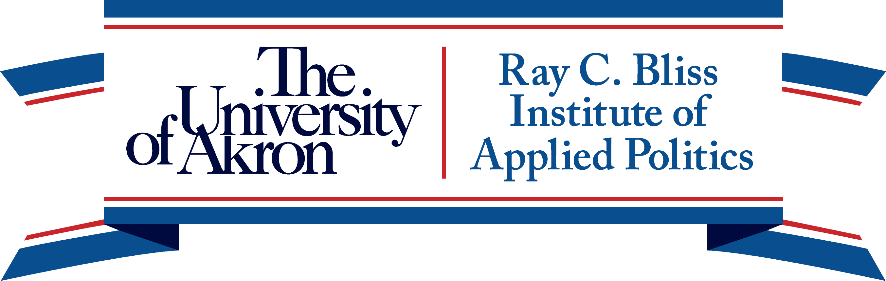 The
University
of Akron
Ray C. Bliss
Institute of
Applied Politics